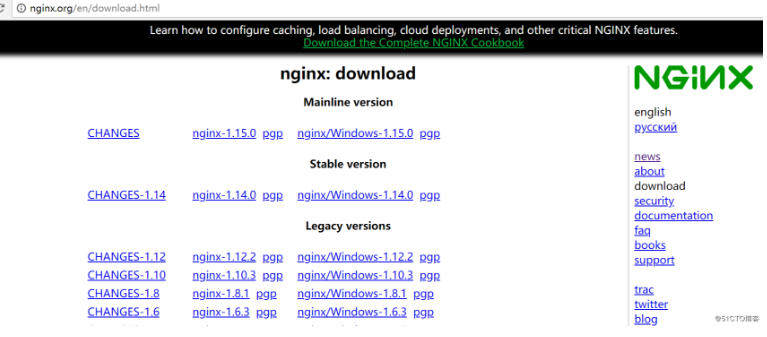 nginx.org/en/download.html
Learn how to configure caching, load balancing, cloud deployments, and other critical NGINX features.
Download the Complete NGINX Cookbook
nginx: download
Mainline version
CHANGES nginx-1.15.0 pgp nginx/Windows-1.15.0 pgp
Stable version
CHANGES-1.14 nginx-1.14.0 pgp nginx/Windows-1.14.0 pgp
Legacy versions
CHANGES-1.12 nginx-1.12.2 pgp nginx/Windows-1.12.2 pgp
CHANGES-1.10 nginx-1.10.3 pgp nginx/Windows-1.10.3 pgp
CHANGES-1.8 nginx-1.8.1 pgp nginx/Windows-1.8.1 pgp
CHANGES-1.6 nginx-1.6.3 pgp nginx/Windows-1.6.3 pgp
NGINX
english
русский
news
about
download
security
documentation
faq
books
support
trac
twitter
blog
©51CTO博客